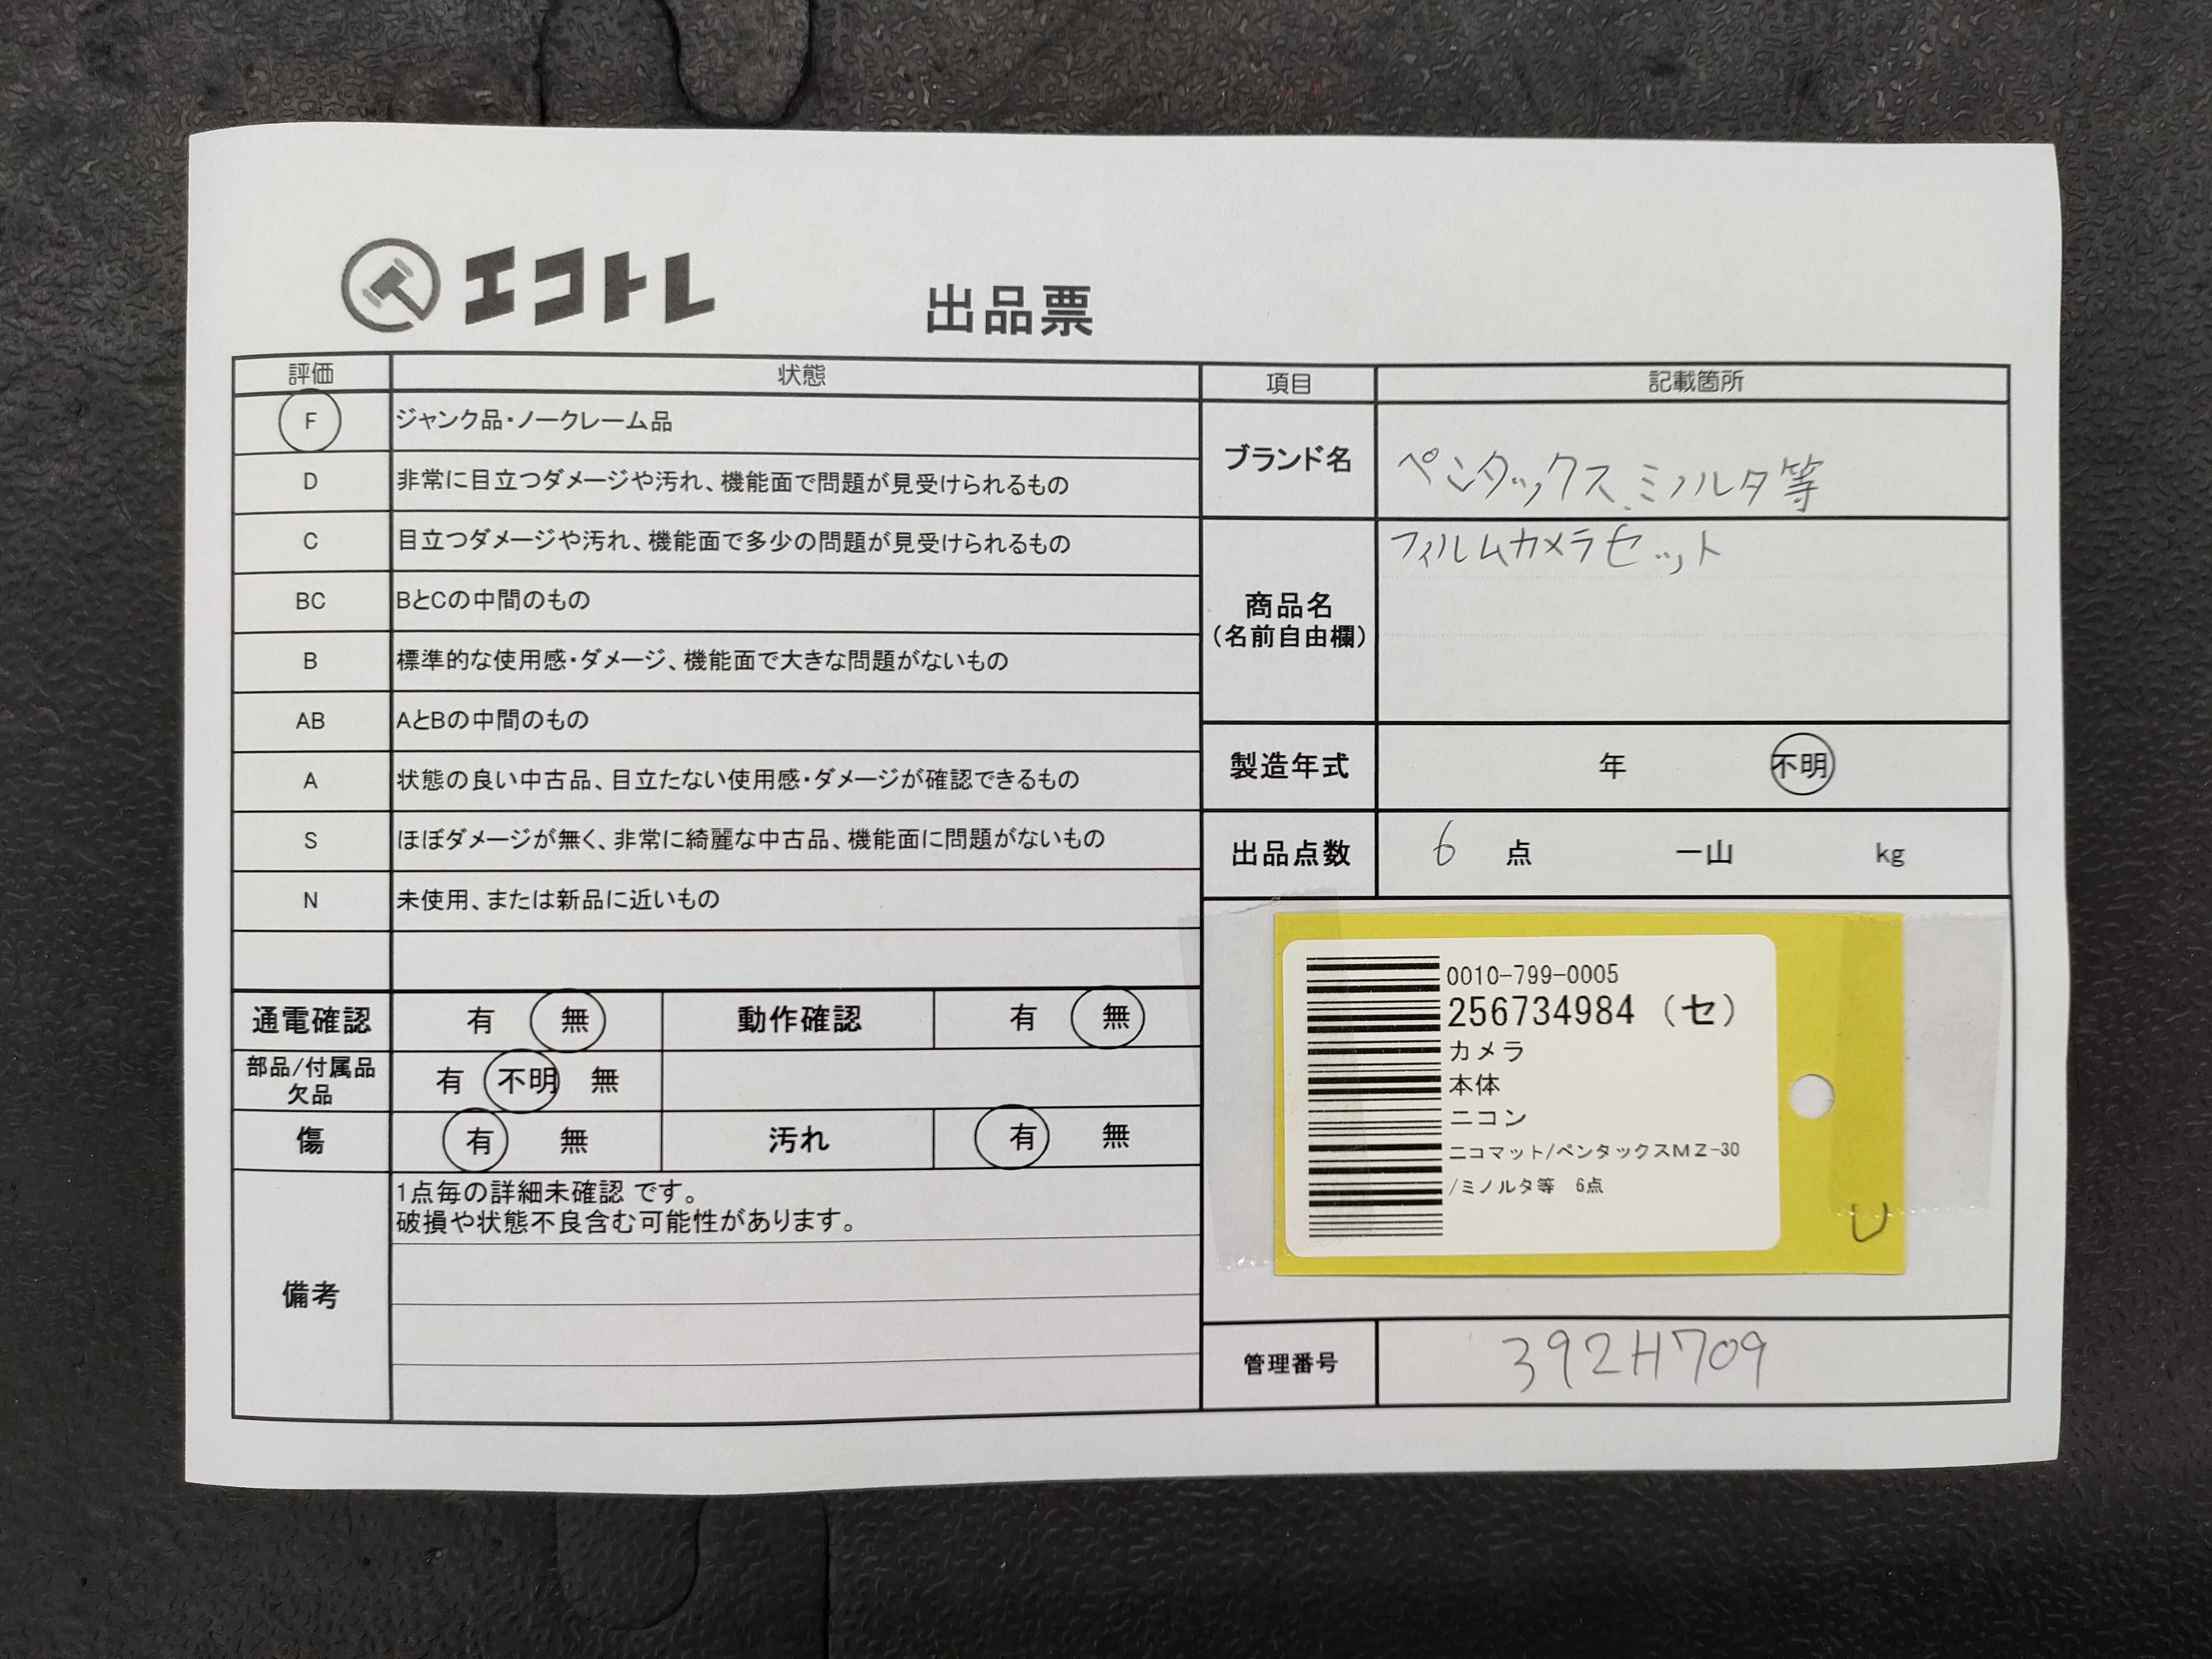 エコトレ
出品票
評価 状態
F ジャンク品・ノークレーム品
D 非常に目立つダメージや汚れ、機能面で問題が見受けられるもの
C 目立つダメージや汚れ、機能面で多少の問題が見受けられるもの
BC BとCの中間のもの
B 標準的な使用感・ダメージ、機能面で大きな問題がないもの
AB AとBの中間のもの
A 状態の良い中古品、目立たない使用感・ダメージが確認できるもの
S ほぼダメージが無く、非常に綺麗な中古品、機能面に問題がないもの
N 未使用、または新品に近いもの
通電確認 有 無 動作確認 有 無
部品/付属品
欠品
有 不明 無
傷 有 無 汚れ 有 無
備考
1点毎の詳細未確認 です。
破損や状態不良含む可能性があります。
項目 記載箇所
ブランド名 ペンタックス、ミノルタ等
商品名
(名前自由欄)
フィルムカメラセット
製造年式 年 不明
出品点数 6 点 一山 kg
0010-799-0005
256734984 (セ)
カメラ
本体
ニコン
ニコマット/ペンタックスMZ-30
/ミノルタ等 6点
レ
管理番号 392H709